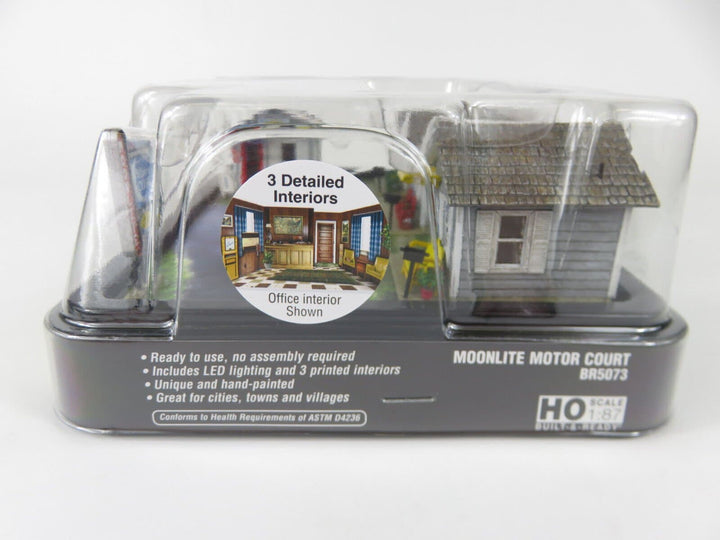 3 Detailed
Interiors
Office interior
Shown
• Ready to use, no assembly required
• Includes LED lighting and 3 printed interiors
• Unique and hand-painted
• Great for cities, towns and villages
Conforms to Health Requirements of ASTM D4236
MOONLITE MOTOR COURT
BR5073
HO SCALE
1:87
BUILT-&-READY